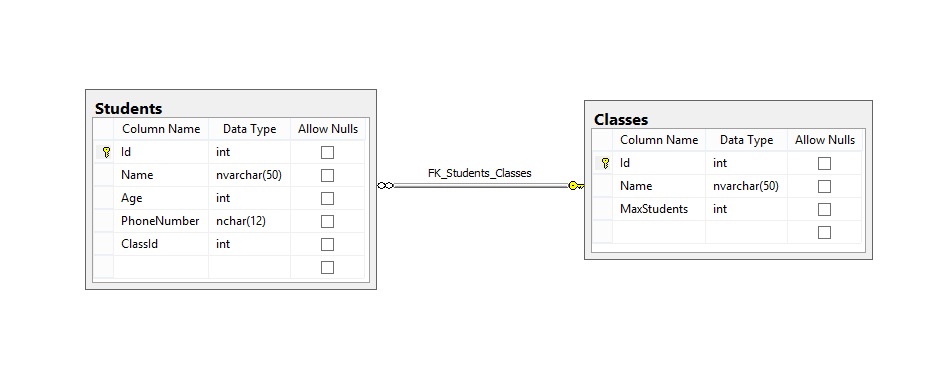 Students
Column Name Data Type Allow Nulls
Id int
Name nvarchar(50)
Age int
PhoneNumber nchar(12)
ClassId int
FK_Students_Classes
Classes
Column Name Data Type Allow Nulls
Id int
Name nvarchar(50)
MaxStudents int